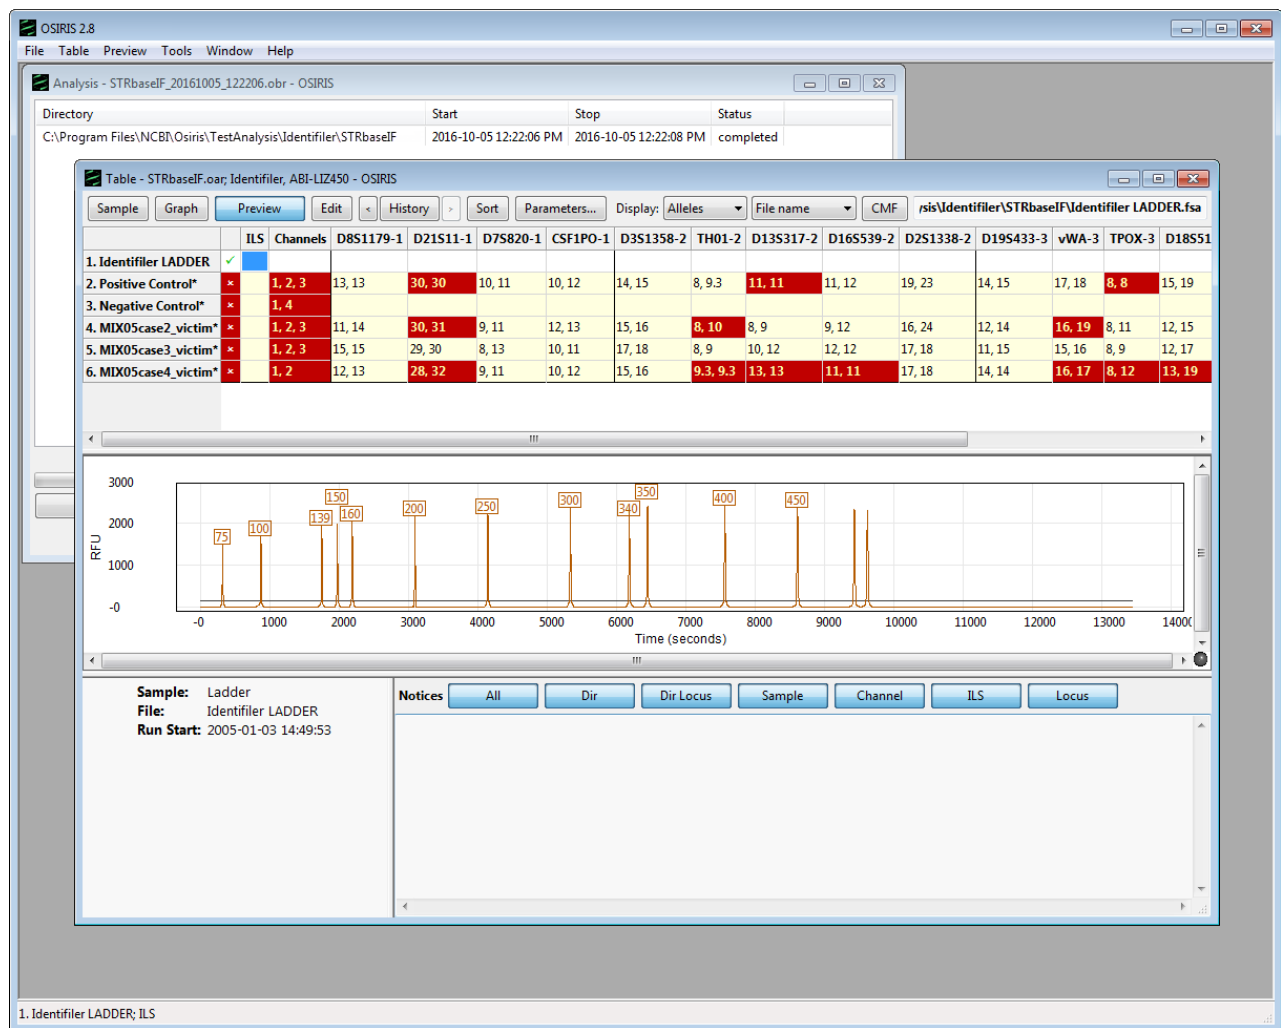 OSIRIS 2.8
File Table Preview Tools Window Help
Analysis - STRbaseIF_20161005_122206.obr - OSIRIS
Directory Start Stop Status
C:\Program Files\NCBI\Osiris\TestAnalysis\Identifiler\STRbaseIF 2016-10-05 12:22:06 PM 2016-10-05 12:22:08 PM completed
Table - STRbaseIF.oar; Identifiler, ABI-LIZ450 - OSIRIS
Sample Graph Preview Edit < History > Sort Parameters... Display: Alleles File name CMF /sis\Identifiler\STRbaseIF\Identifiler LADDER.fsa
ILS Channels D8S1179-1 D21S11-1 D7S820-1 CSF1PO-1 D3S1358-2 TH01-2 D13S317-2 D16S539-2 D2S1338-2 D19S433-3 vWA-3 TPOX-3 D18S51
1. Identifiler LADDER ✓
2. Positive Control* × 1, 2, 3 13, 13 30, 30 10, 11 10, 12 14, 15 8, 9.3 11, 11 11, 12 19, 23 14, 15 17, 18 8, 8 15, 19
3. Negative Control* × 1, 4
4. MIX05case2_victim* × 1, 2, 3 11, 14 30, 31 9, 11 12, 13 15, 16 8, 10 8, 9 9, 12 16, 24 12, 14 16, 19 8, 11 12, 15
5. MIX05case3_victim* × 1, 2, 3 15, 15 29, 30 8, 13 10, 11 17, 18 8, 9 10, 12 12, 12 17, 18 11, 15 15, 16 8, 9 12, 17
6. MIX05case4_victim* × 1, 2 12, 13 28, 32 9, 11 10, 12 15, 16 9.3, 9.3 13, 13 11, 11 17, 18 14, 14 16, 17 8, 12 13, 19
3000
2000
1000
-0
RFU
75 100 139 150 160 200 250 300 340 350 400 450
-0 1000 2000 3000 4000 5000 6000 7000 8000 9000 10000 11000 12000 13000 1400(
Time (seconds)
Sample: Ladder
File: Identifiler LADDER
Run Start: 2005-01-03 14:49:53
Notices All Dir Dir Locus Sample Channel ILS Locus
1. Identifiler LADDER; ILS